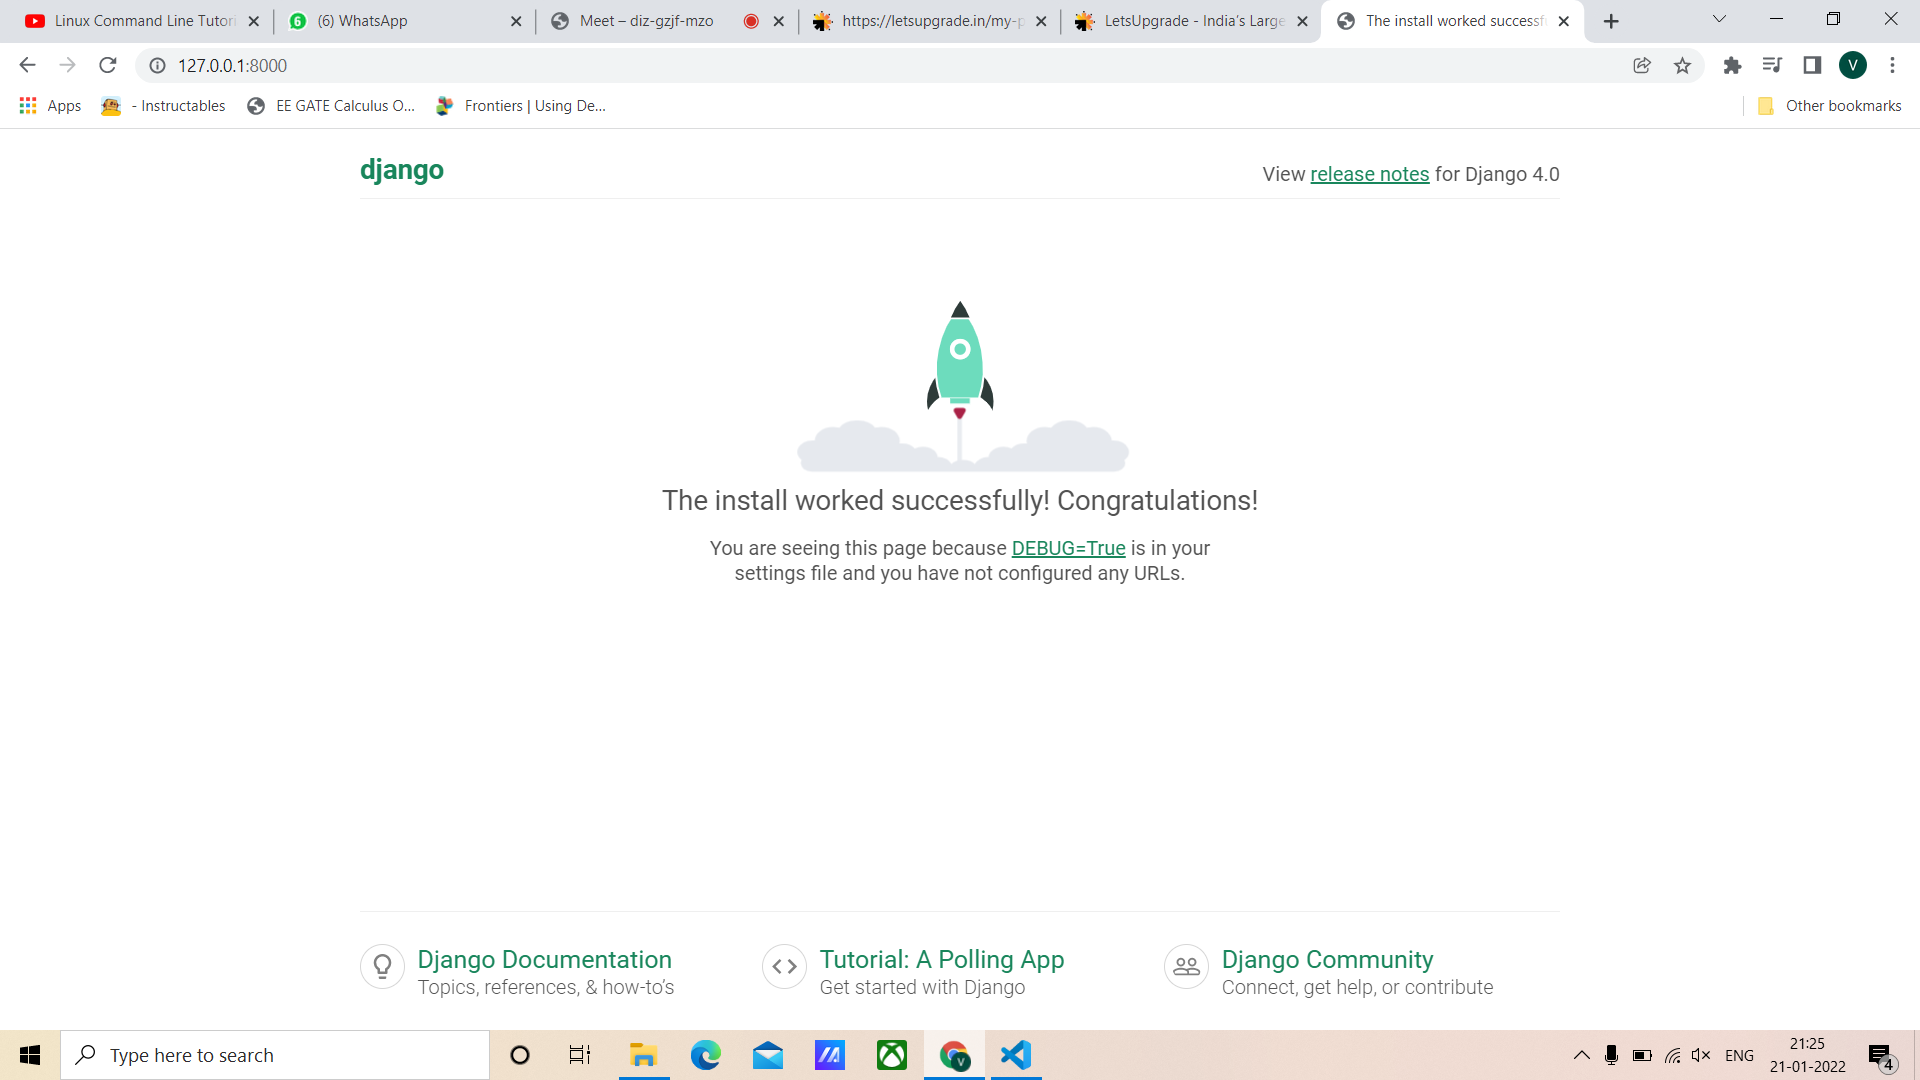 Linux Command Line Tutori
(6) WhatsApp
Meet – diz-gzjf-mzo
https://letsupgrade.in/my-p
LetsUpgrade - India's Large
The install worked successfu
127.0.0.1:8000
V
Apps
- Instructables
EE GATE Calculus O...
Frontiers | Using De...
Other bookmarks
django
View release notes for Django 4.0
The install worked successfully! Congratulations!
You are seeing this page because DEBUG=True is in your
settings file and you have not configured any URLs.
Django Documentation
Topics, references, & how-to's
Tutorial: A Polling App
Get started with Django
Django Community
Connect, get help, or contribute
Type here to search
ENG
21:25
21-01-2022
4